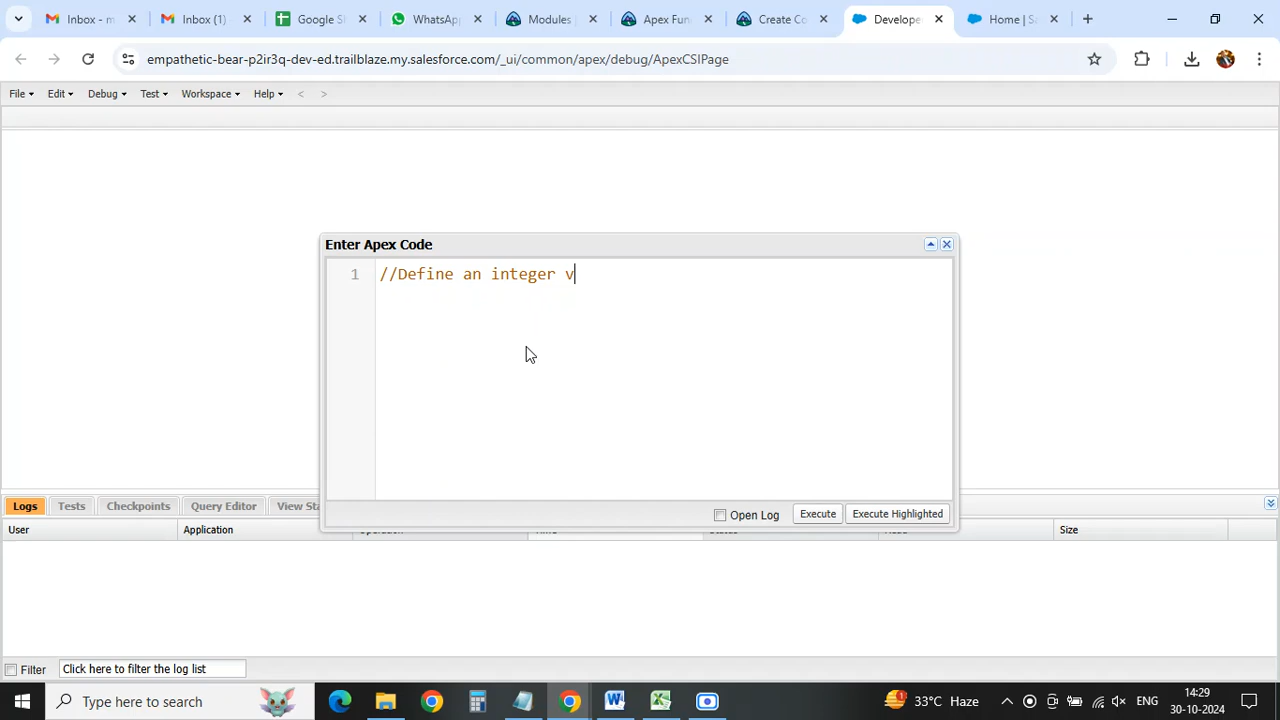 Inbox - m
Inbox (1)
Google S
WhatsApp
Modules
Apex Fun
Create Co
Develope
Home | S
empathetic-bear-p2ir3q-dev-ed.trailblaze.my.salesforce.com/_ui/common/apex/debug/ApexCSIPage
File
Edit
Debug
Test
Workspace
Help
<
>
Enter Apex Code
1
//Define an integer v
Open Log
Execute
Execute Highlighted
Logs
Tests
Checkpoints
Query Editor
View Sta
User
Application
Size
Filter
Click here to filter the log list
Type here to search
1
33°C Haze
ENG
14:29
30-10-2024